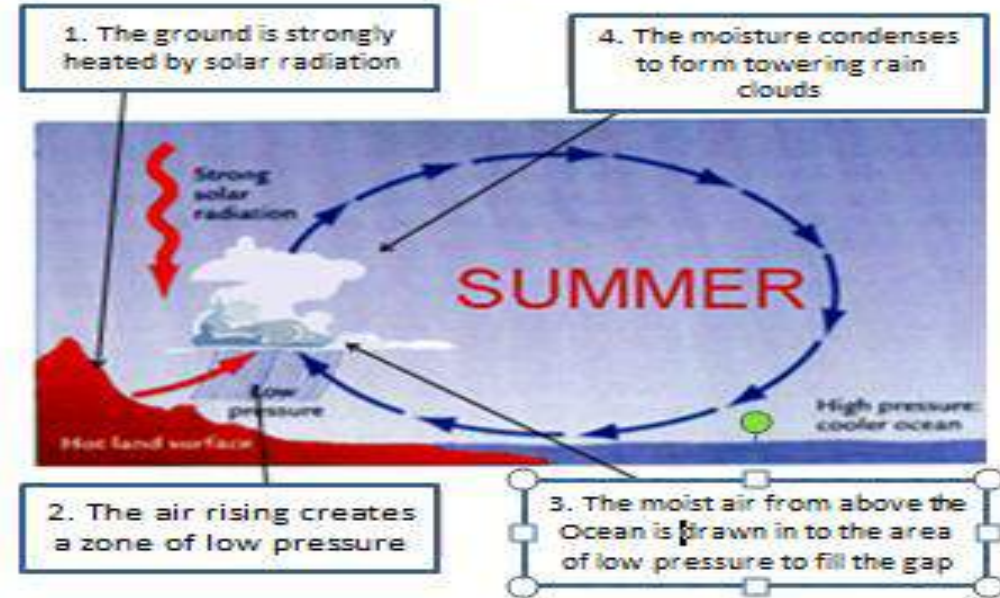 1. The ground is strongly
heated by solar radiation
4. The moisture condenses
to form towering rain
clouds
Strong
solar
radiation
SUMMER
Low
pressure
High pressure:
cooler ocean
Hot land surface
2. The air rising creates
a zone of low pressure
3. The moist air from above the
Ocean is drawn in to the area
of low pressure to fill the gap